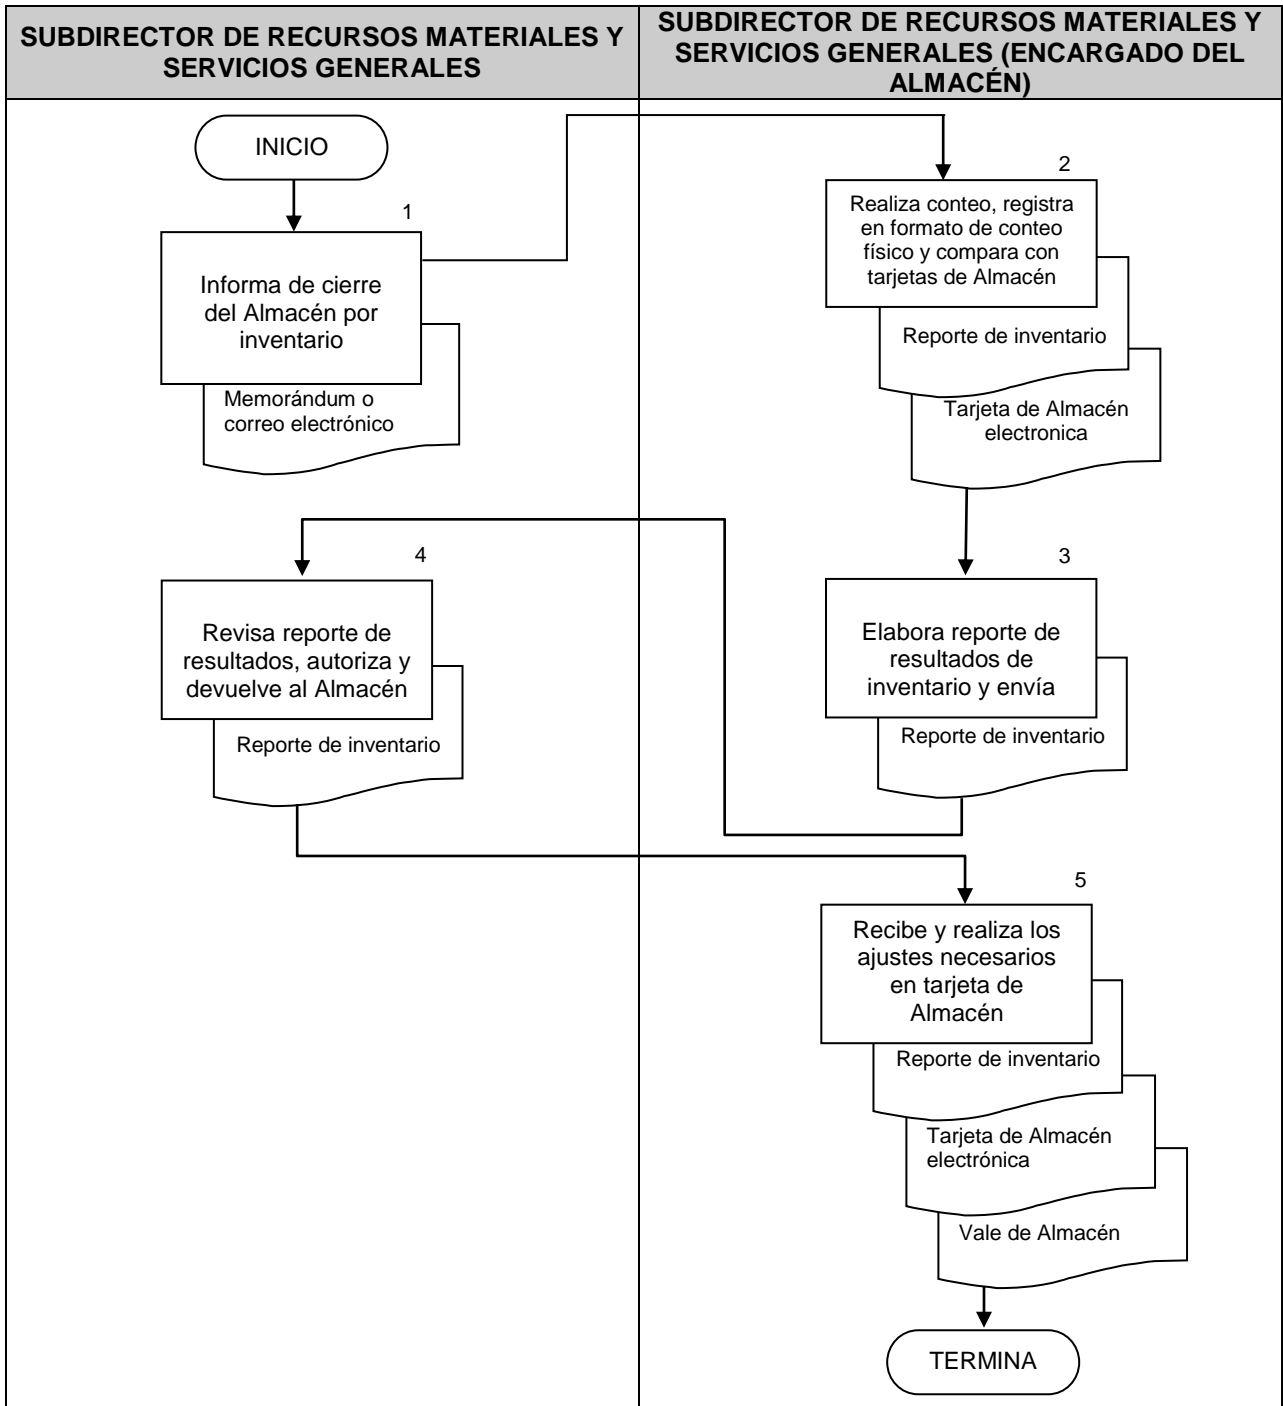 SUBDIRECTOR DE RECURSOS MATERIALES Y
SERVICIOS GENERALES
SUBDIRECTOR DE RECURSOS MATERIALES Y
SERVICIOS GENERALES (ENCARGADO DEL
ALMACÉN)
INICIO
1
Informa de cierre
del Almacén por
inventario
Memorándum o
correo electrónico
2
Realiza conteo, registra
en formato de conteo
físico y compara con
tarjetas de Almacén
Reporte de inventario
Tarjeta de Almacén
electronica
3
Elabora reporte de
resultados de
inventario y envía
Reporte de inventario
4
Revisa reporte de
resultados, autoriza y
devuelve al Almacén
Reporte de inventario
5
Recibe y realiza los
ajustes necesarios
en tarjeta de
Almacén
Reporte de inventario
Tarjeta de Almacén
electrónica
Vale de Almacén
TERMINA